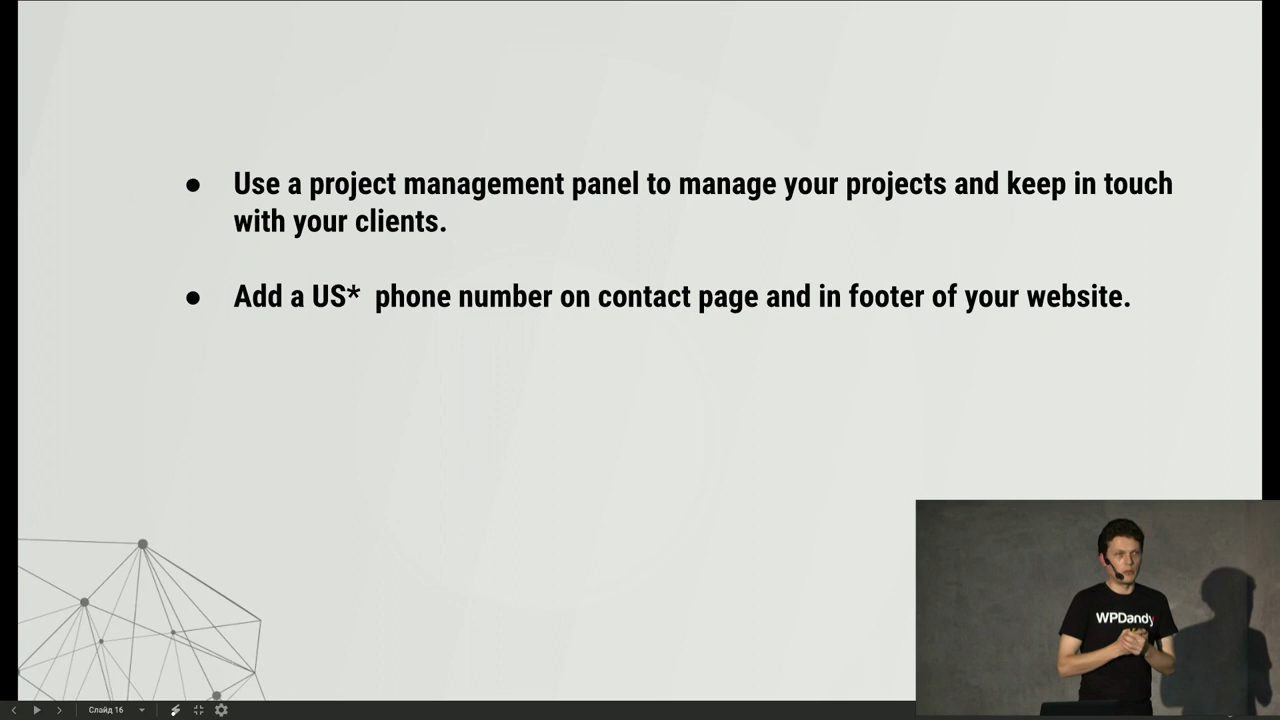 ● Use a project management panel to manage your projects and keep in touch
with your clients.
● Add a US*  phone number on contact page and in footer of your website.
WPDandy
Слайд 16